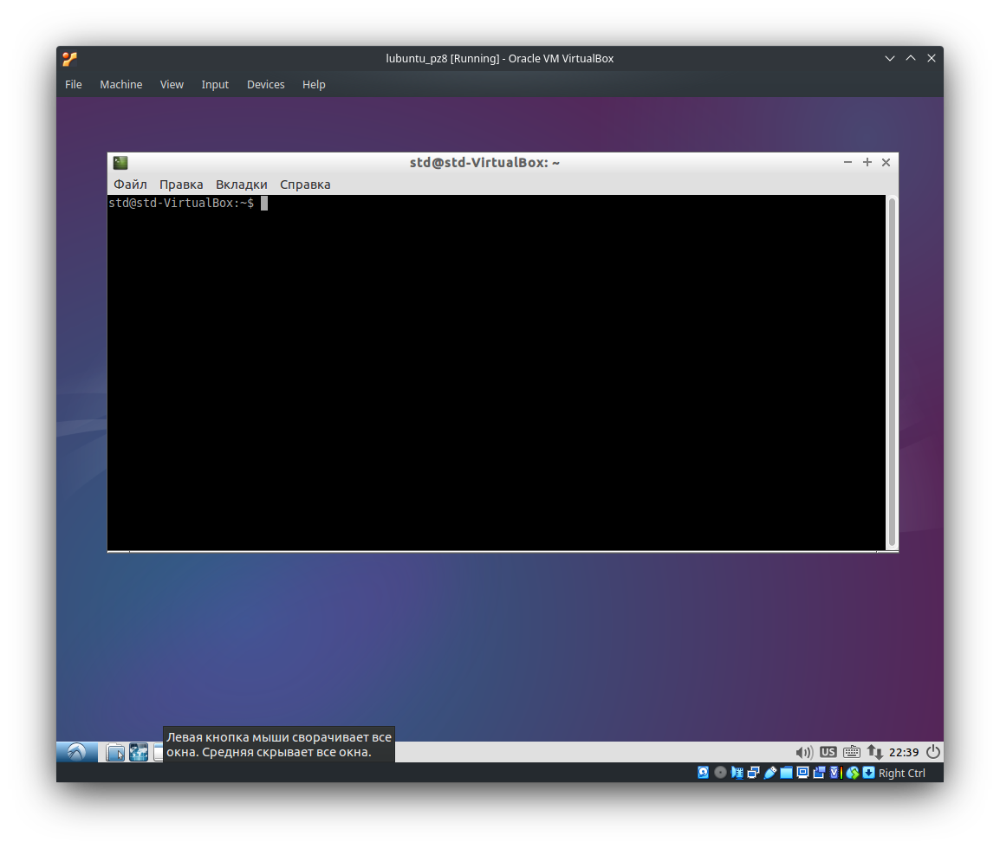 lubuntu_pz8 [Running] - Oracle VM VirtualBox
File Machine View Input Devices Help
std@std-VirtualBox: ~
Файл Правка Вкладки Справка
std@std-VirtualBox:~$
Левая кнопка мыши сворачивает все
окна. Средняя скрывает все окна.
US 22:39
Right Ctrl